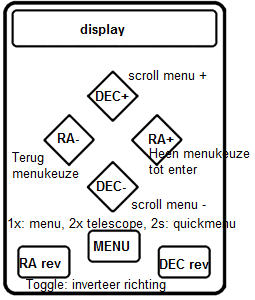 display
scroll menu +
DEC+
RA-
RA+
Terug
menukeuze
Heen menukeuze
tot enter
DEC-
scroll menu -
1x: menu, 2x telescope, 2s: quickmenu
MENU
RA rev
DEC rev
Toggle: inverteer richting